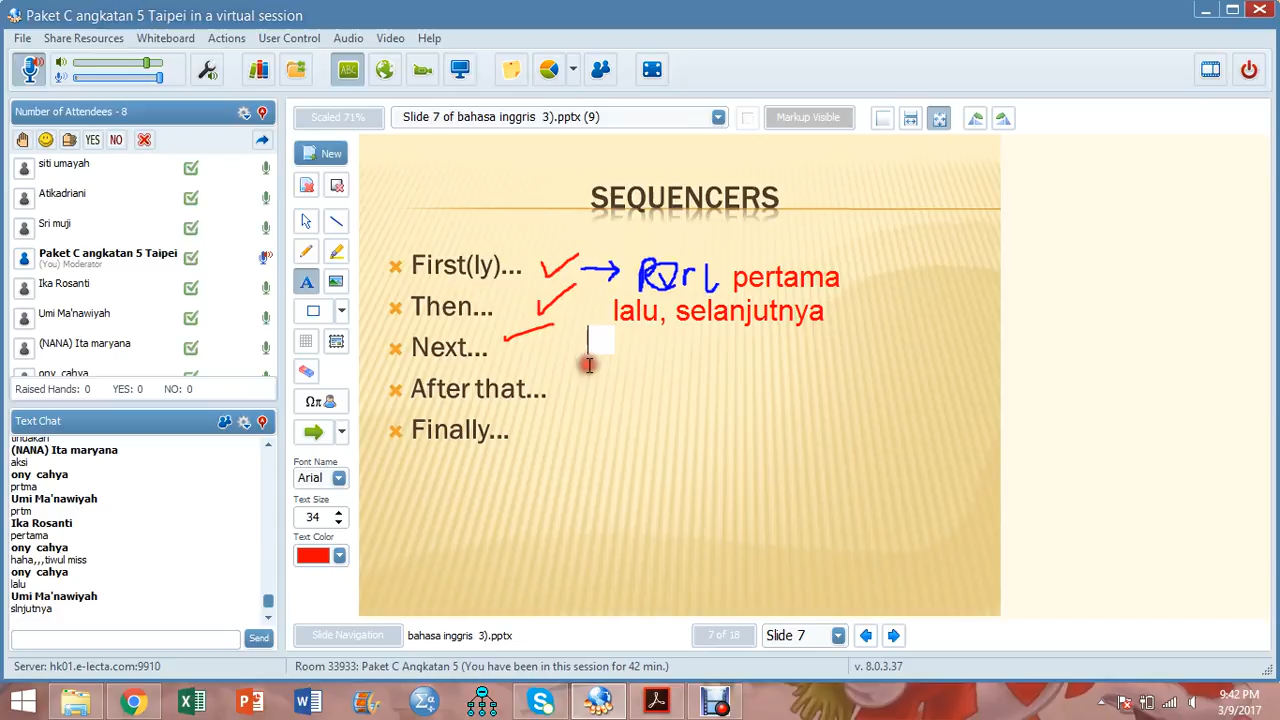 Paket C angkatan 5 Taipei in a virtual session
File Share Resources Whiteboard Actions User Control Audio Video Help
Number of Attendees - 8
YES NO
siti umayah
Atikadriani
Sri muji
Paket C angkatan 5 Taipei
(You) Moderator
Ika Rosanti
Umi Ma'nawiyah
(NANA) Ita maryana
ony cahya
Raised Hands: 0 YES: 0 NO: 0
Text Chat
(NANA) Ita maryana
aksi
ony cahya
prtma
Umi Ma'nawiyah
prtm
Ika Rosanti
pertama
ony cahya
haha,,,tiwul miss
ony cahya
lalu
Umi Ma'nawiyah
slnjutnya
Send
Scaled 71%
Slide 7 of bahasa inggris 3).pptx (9)
Markup Visible
New
ABC
A
Ωπ
Font Name
Arial
Text Size
34
Text Color
SEQUENCERS
First(ly)...
pertama
Then...
lalu, selanjutnya
Next...
After that...
Finally...
Slide Navigation
bahasa inggris 3).pptx
7 of 18
Slide 7
Server: hk01.e-lecta.com:9910
Room 33933: Paket C Angkatan 5 (You have been in this session for 42 min.)
v. 8.0.3.37
9:42 PM
3/9/2017